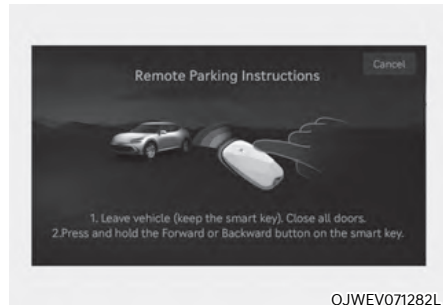 Cancel
Remote Parking Instructions
1. Leave vehicle (keep the smart key). Close all doors.
2.Press and hold the Forward or Backward button on the smart key.
OJWEV071282L